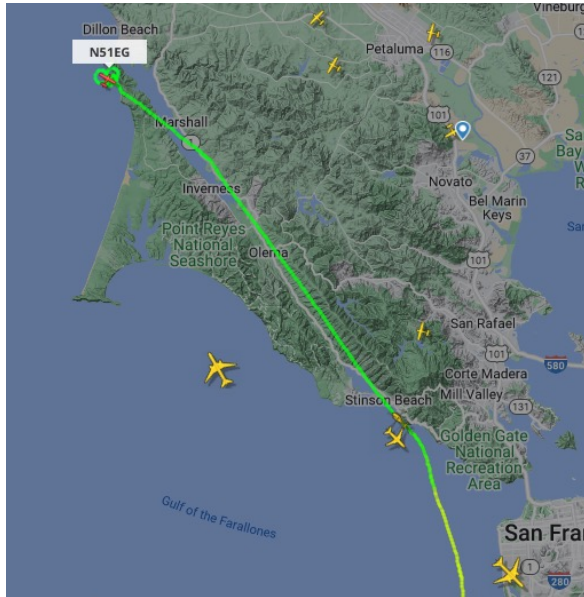 Vineburg
Dillon Beach
N51EG
Petaluma
116
121
101
Marshall
1
37
Novato
Inverness
Bel Marin
Keys
Point Reyes
National
Seashore
Olema
101
San Rafael
101
580
Corte Madera
Stinson Beach
Mill Valley
131
Golden Gate
National
Recreation
Area
Gulf of the Farallones
San Fran
1
280